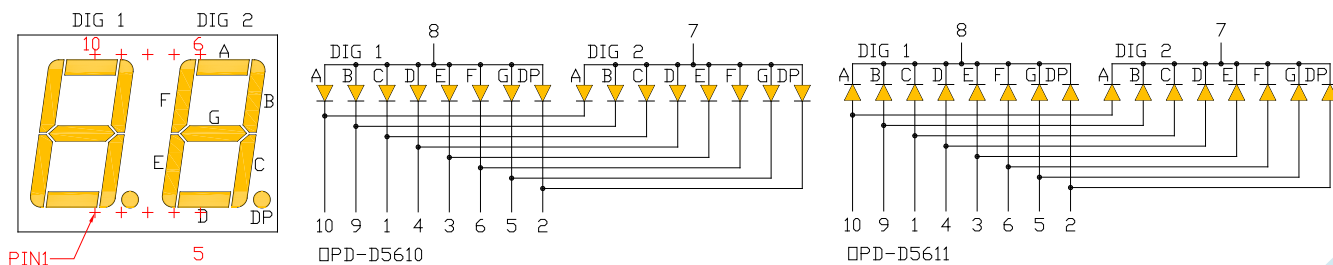 DIG 1 DIG 2
10 6
A
F B
G
E C
D DP
PIN1 5
8
DIG 1
A B C D E F G DP
7
DIG 2
A B C D E F G DP
10 9 1 4 3 6 5 2
OPD-D5610
8
DIG 1
A B C D E F G DP
7
DIG 2
A B C D E F G DP
10 9 1 4 3 6 5 2
OPD-D5611